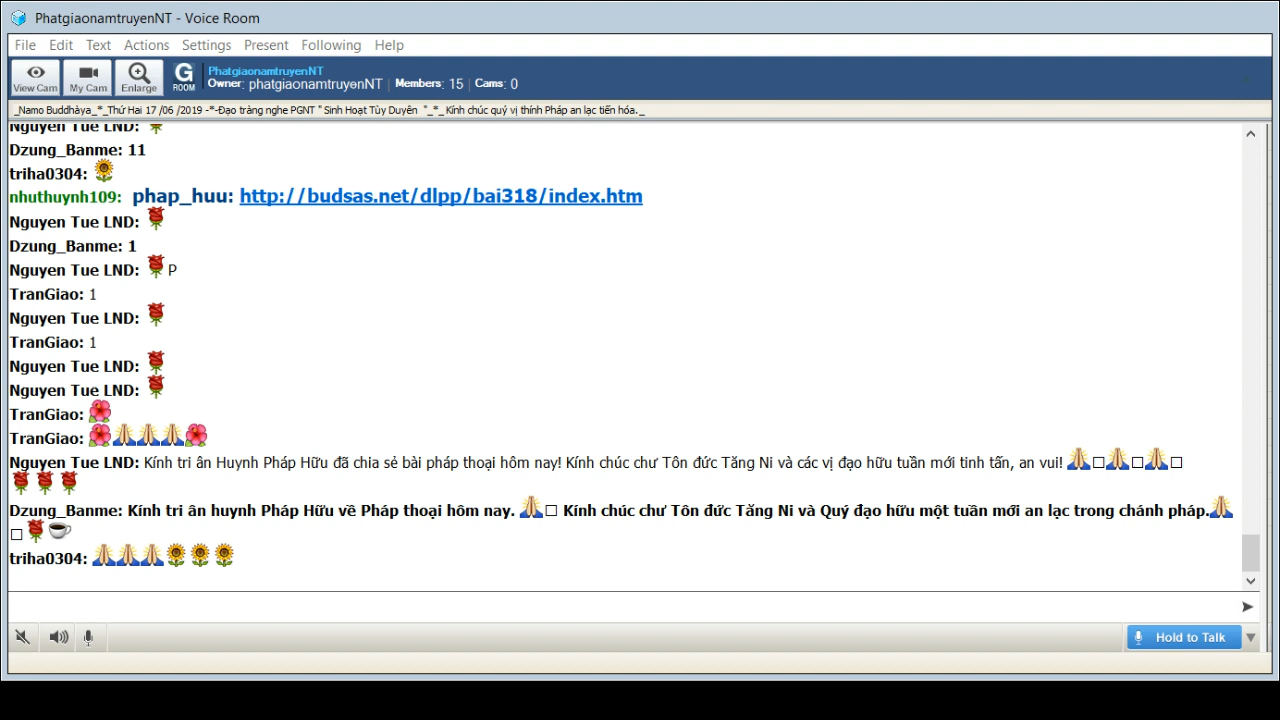 PhatgiaonamtruyenNT - Voice Room
File Edit Text Actions Settings Present Following Help
View Cam My Cam Enlarge G ROOM PhatgiaonamtruyenNT
Owner: phatgiaonamtruyenNT | Members: 15 | Cams: 0
_Namo Buddhàya_*_Thứ Hai 17 /06 /2019 -*-Đạo tràng nghe PGNT " Sinh Hoạt Tùy Duyên "_*_ Kính chúc quý vị thính Pháp an lạc tiến hóa._
Nguyen Tue LND:
Dzung_Banme: 11
triha0304:
nhuthuynh109: phap_huu: http://budsas.net/dlpp/bai318/index.htm
Nguyen Tue LND:
Dzung_Banme: 1
Nguyen Tue LND: P
TranGiao: 1
Nguyen Tue LND:
TranGiao: 1
Nguyen Tue LND:
Nguyen Tue LND:
TranGiao:
TranGiao:
Nguyen Tue LND: Kính tri ân Huynh Pháp Hữu đã chia sẻ bài pháp thoại hôm nay! Kính chúc chư Tôn đức Tăng Ni và các vị đạo hữu tuần mới tinh tấn, an vui!
Dzung_Banme: Kính tri ân huynh Pháp Hữu về Pháp thoại hôm nay. Kính chúc chư Tôn đức Tăng Ni và Quý đạo hữu một tuần mới an lạc trong chánh pháp.
triha0304:
Hold to Talk